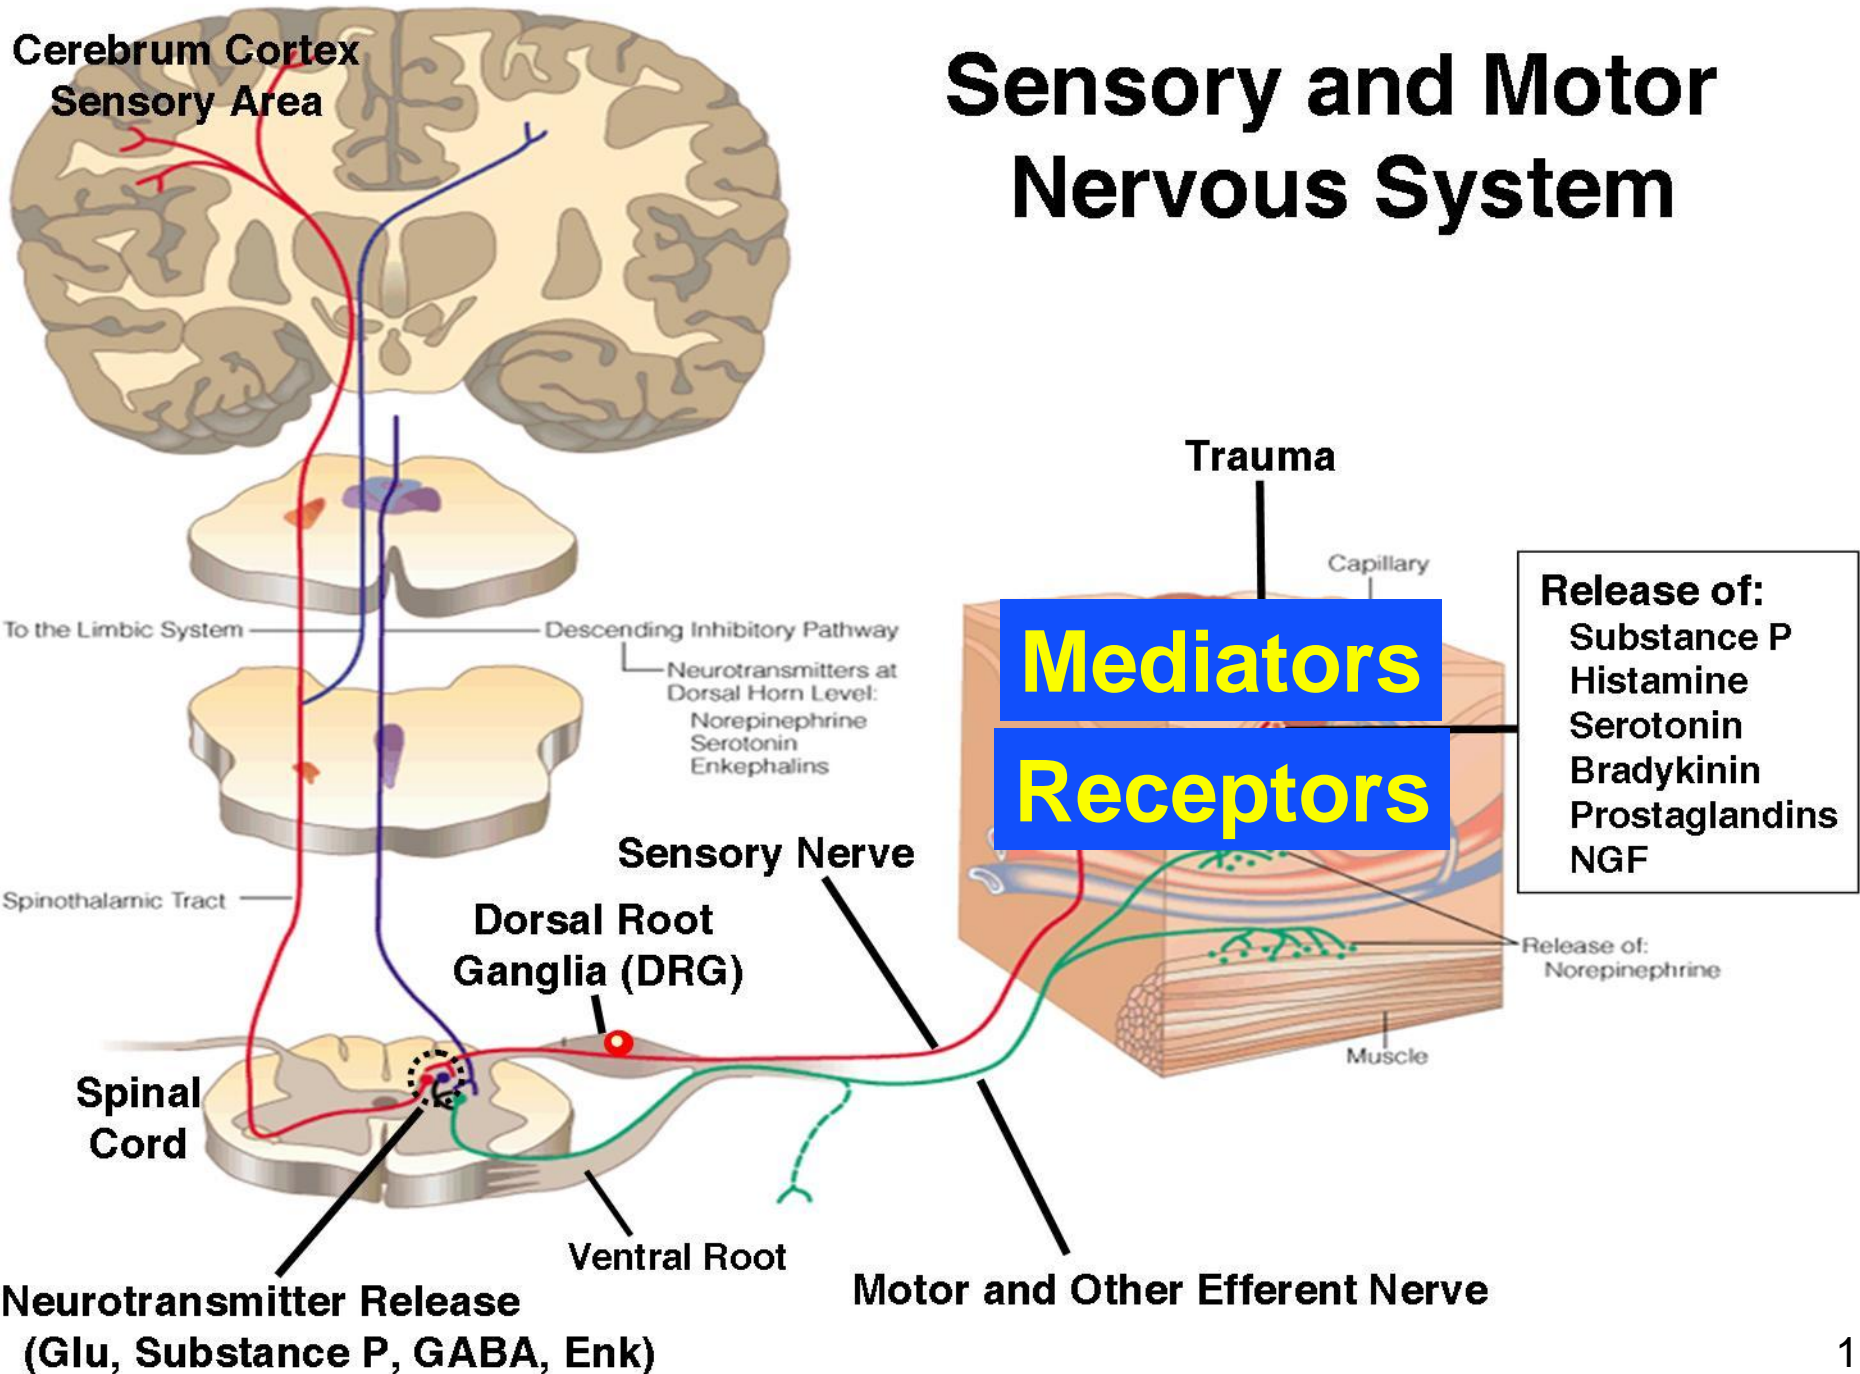 Cerebrum Cortex
Sensory Area
Sensory and Motor
Nervous System
Trauma
Capillary
Mediators
Receptors
Release of:
Substance P
Histamine
Serotonin
Bradykinin
Prostaglandins
NGF
To the Limbic System
Descending Inhibitory Pathway
Neurotransmitters at
Dorsal Horn Level:
Norepinephrine
Serotonin
Enkephalins
Sensory Nerve
Spinothalamic Tract
Dorsal Root
Ganglia (DRG)
Release of:
Norepinephrine
Muscle
Spinal
Cord
Ventral Root
Motor and Other Efferent Nerve
Neurotransmitter Release
(Glu, Substance P, GABA, Enk)
1